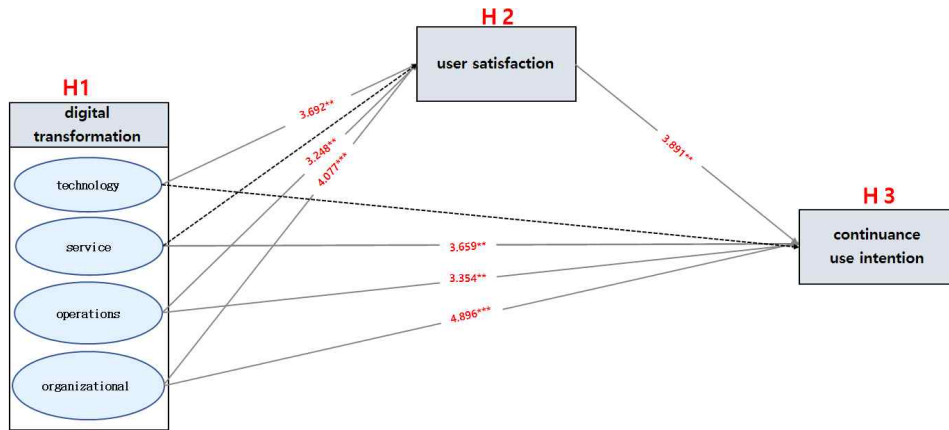 H 2
user satisfaction
H1
digital
transformation
technology
service
operations
organizational
3.692**
3.248**
4.077***
3.891**
3.659**
3.354**
4.896***
H 3
continuance
use intention